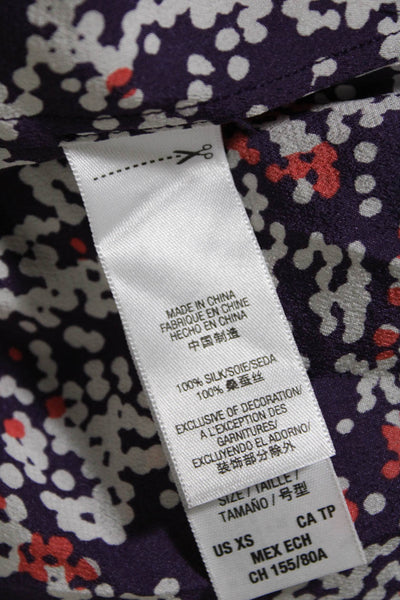 MADE IN CHINA
FABRIQUE EN CHINE
HECHO EN CHINA
中国制造
100% SILK/SOIE/SEDA
100% 桑蚕丝
EXCLUSIVE OF DECORATION/
A L'EXCEPTION DES
GARNITURES/
EXCLUYENDO EL ADORNO/
装饰部分除外
SIZE / TAILLE /
TAMAÑO / 号型
US XS CA TP
MEX ECH
CH 155/80A